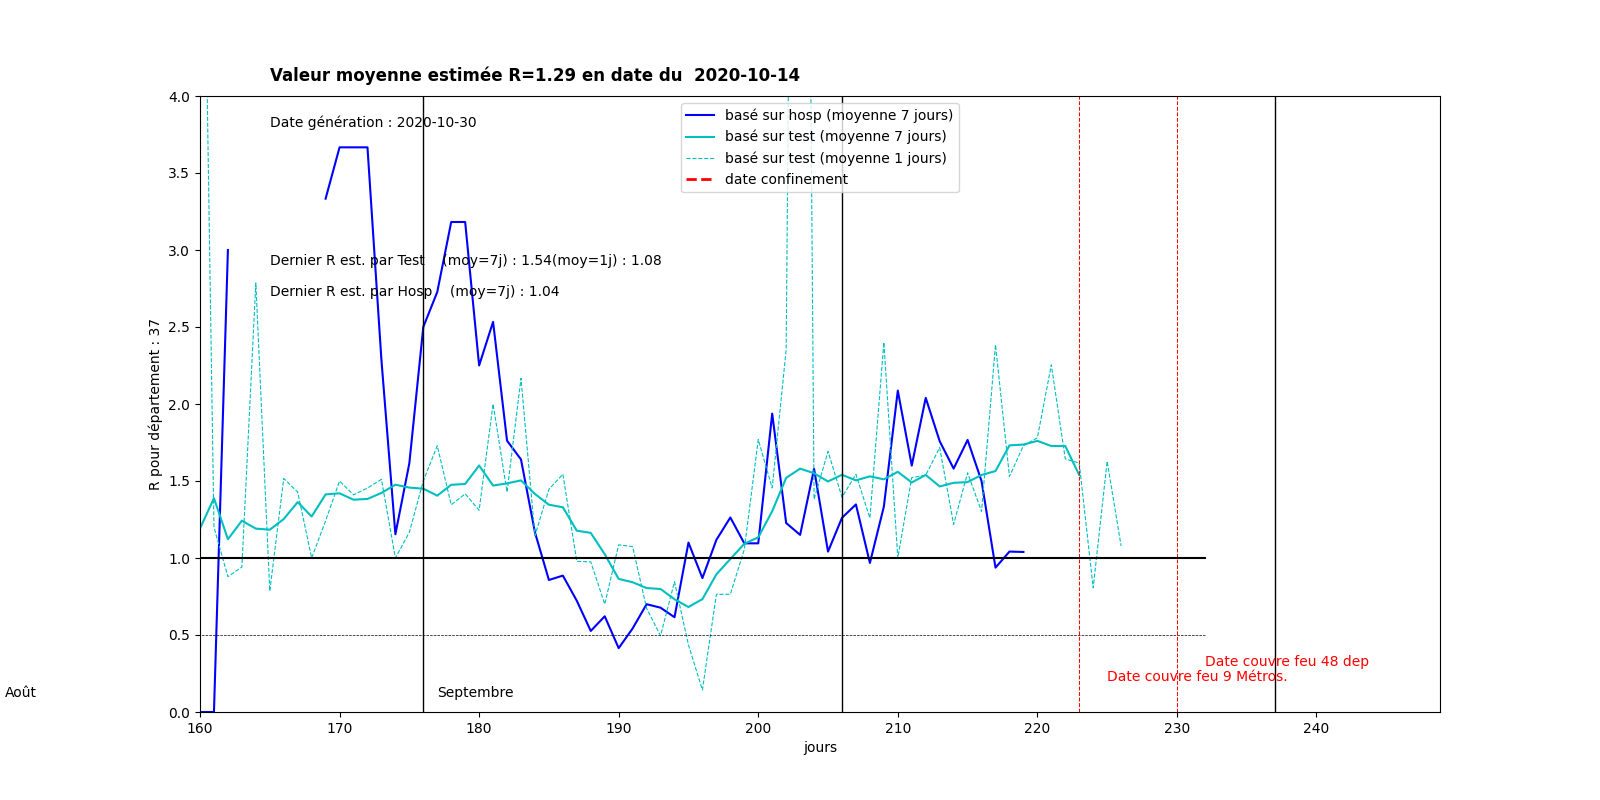 Valeur moyenne estimée R=1.29 en date du  2020-10-14
4.0
3.5
3.0
2.5
2.0
1.5
1.0
0.5
0.0
R pour département : 37
Date génération : 2020-10-30
basé sur hosp (moyenne 7 jours)
basé sur test (moyenne 7 jours)
basé sur test (moyenne 1 jours)
date confinement
Dernier R est. par Test    (moy=7j) : 1.54(moy=1j) : 1.08
Dernier R est. par Hosp    (moy=7j) : 1.04
Date couvre feu 48 dep
Date couvre feu 9 Métros.
Août
Septembre
160 170 180 190 200 210 220 230 240
jours